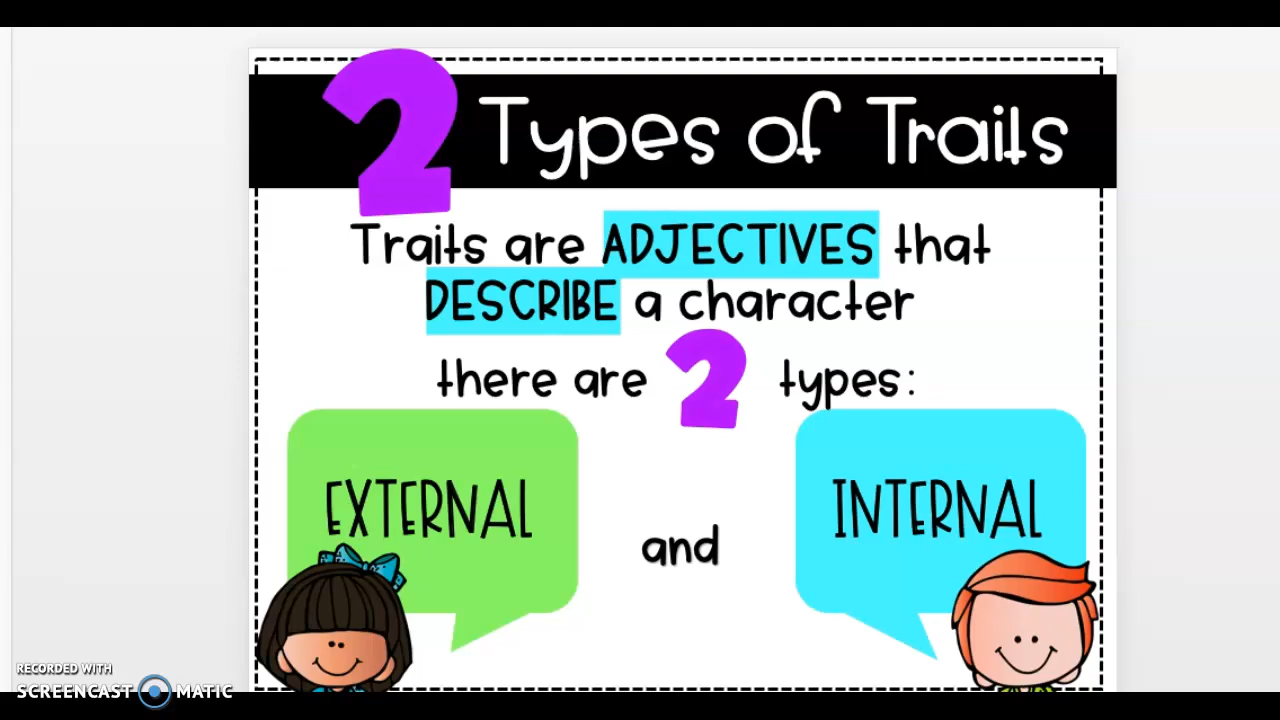 2 Types of Traits
Traits are ADJECTIVES that
DESCRIBE a character
there are 2 types:
EXTERNAL
and
INTERNAL
RECORDED WITH
SCREENCAST MATIC